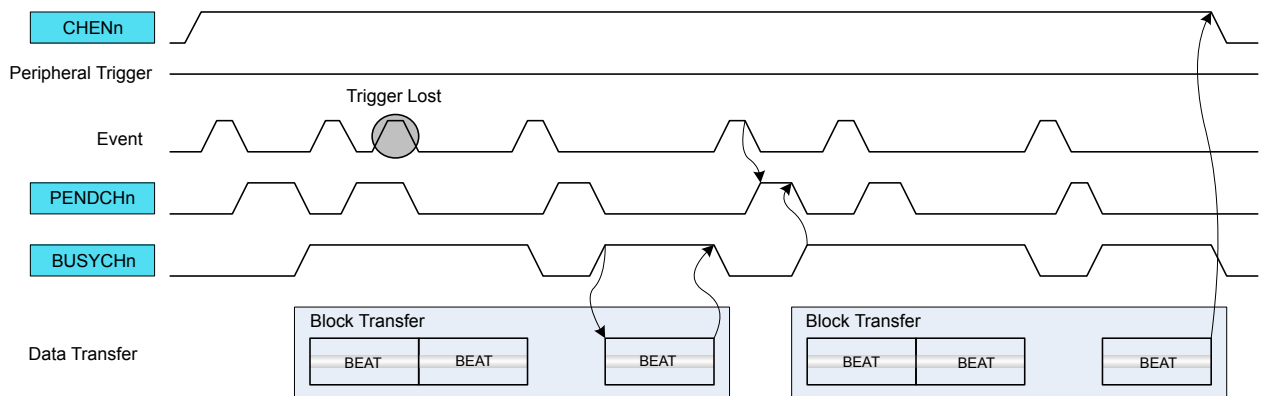 CHENn
Peripheral Trigger
Trigger Lost
Event
PENDCHn
BUSYCHn
Block Transfer
Block Transfer
Data Transfer
BEAT
BEAT
BEAT
BEAT
BEAT
BEAT